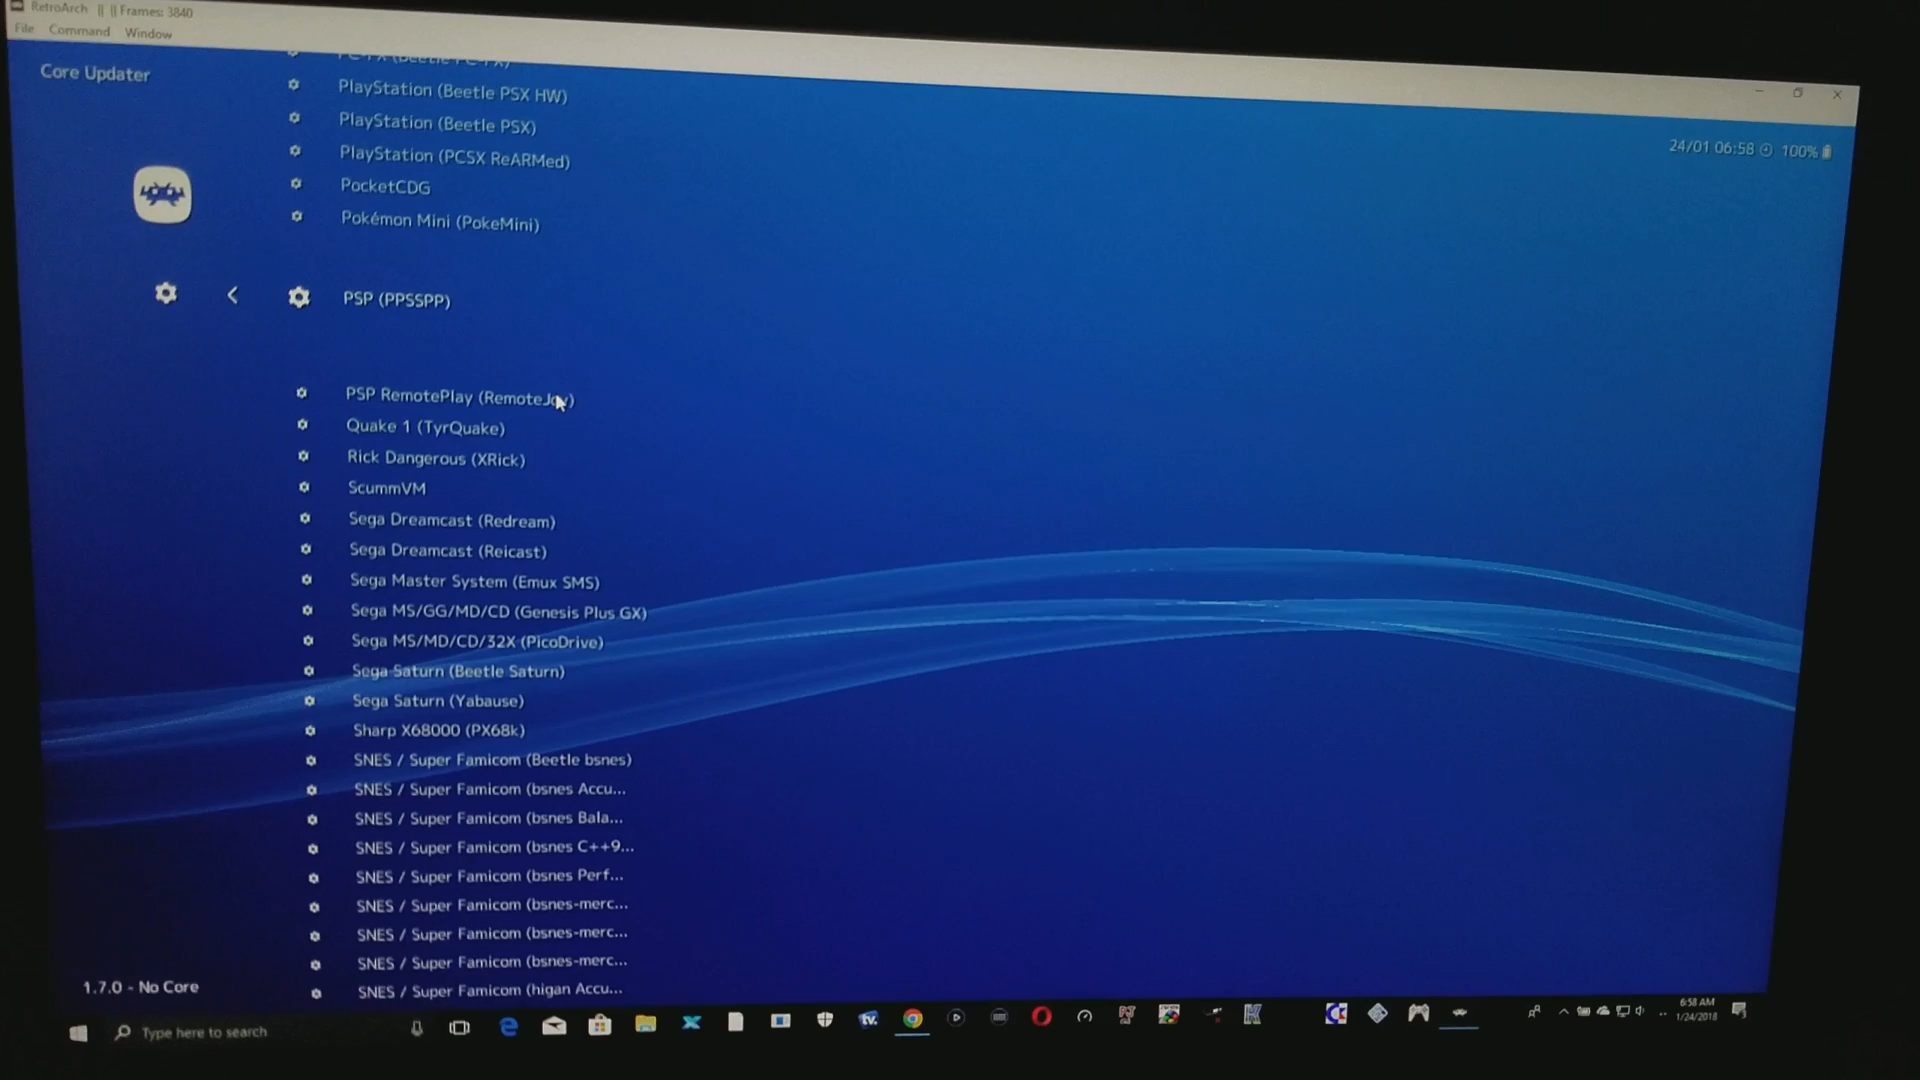 RetroArch || || Frames: 3840
File Command Window
Core Updater
PC-FX (Beetle PC-FX)
PlayStation (Beetle PSX HW)
PlayStation (Beetle PSX)
PlayStation (PCSX ReARMed)
PocketCDG
Pokémon Mini (PokeMini)
24/01 06:58 100%
PSP (PPSSPP)
PSP RemotePlay (RemoteJoy)
Quake 1 (TyrQuake)
Rick Dangerous (XRick)
ScummVM
Sega Dreamcast (Redream)
Sega Dreamcast (Reicast)
Sega Master System (Emux SMS)
Sega MS/GG/MD/CD (Genesis Plus GX)
Sega MS/MD/CD/32X (PicoDrive)
Sega Saturn (Beetle Saturn)
Sega Saturn (Yabause)
Sharp X68000 (PX68k)
SNES / Super Famicom (Beetle bsnes)
SNES / Super Famicom (bsnes Accu...
SNES / Super Famicom (bsnes Bala...
SNES / Super Famicom (bsnes C++9...
SNES / Super Famicom (bsnes Perf...
SNES / Super Famicom (bsnes-merc...
SNES / Super Famicom (bsnes-merc...
SNES / Super Famicom (bsnes-merc...
SNES / Super Famicom (higan Accu...
1.7.0 - No Core
Type here to search
tv.
6:58 AM
1/24/2018